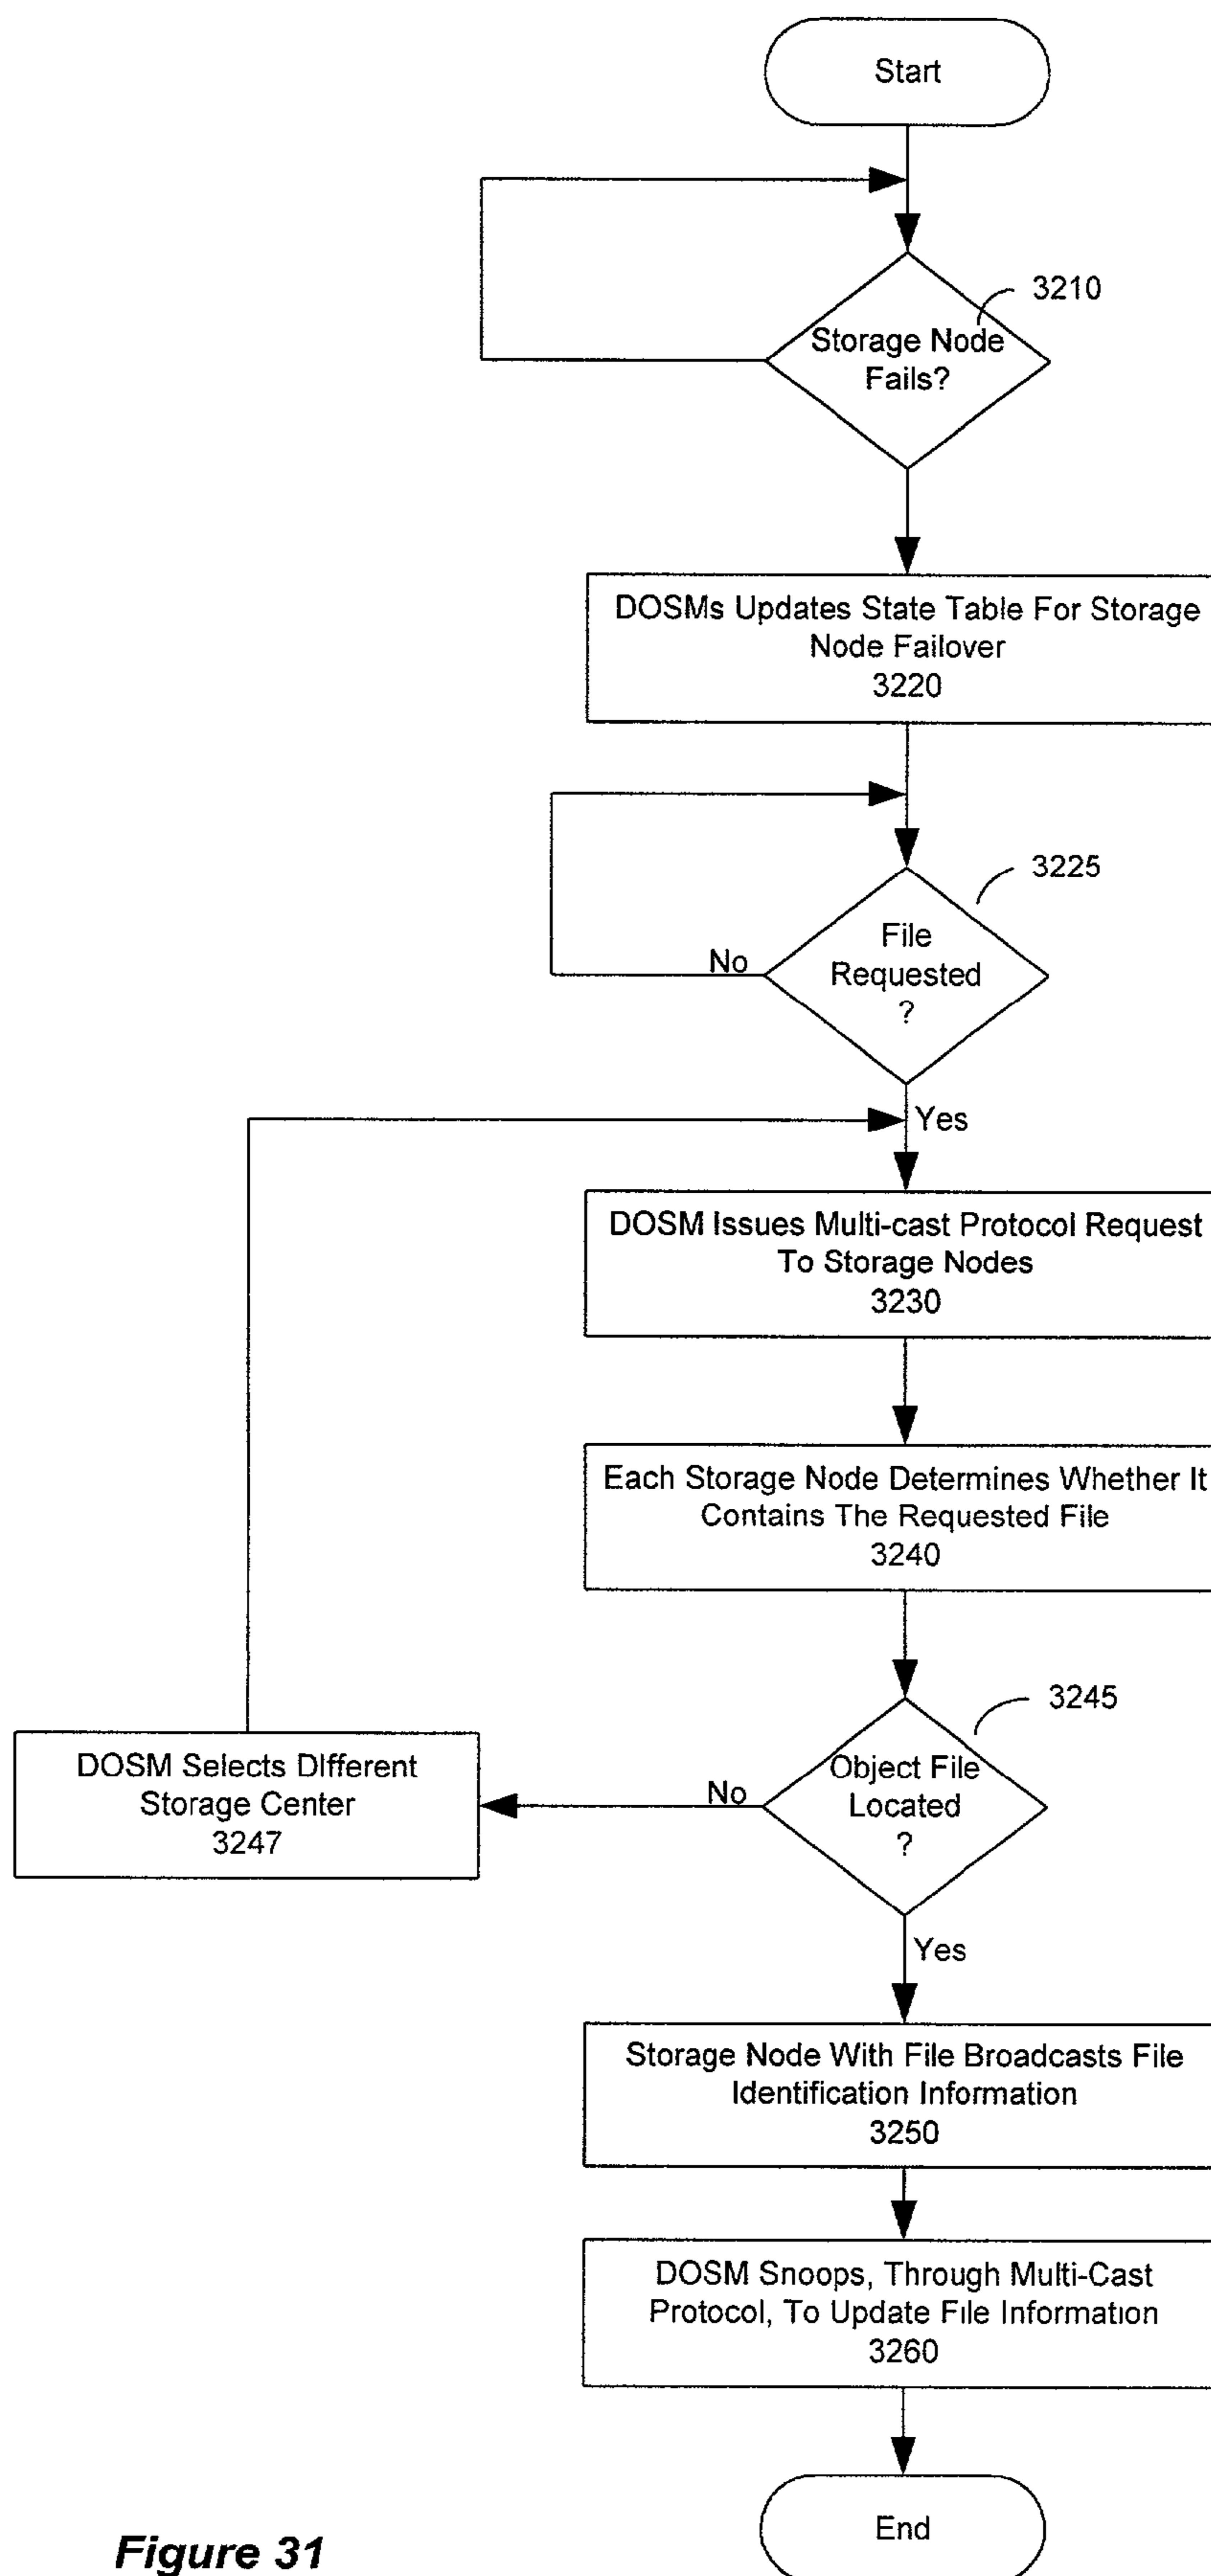 Start
3210
Storage Node
Fails?
DOSMs Updates State Table For Storage
Node Failover
3220
3225
File
Requested
?
No
Yes
DOSM Issues Multi-cast Protocol Request
To Storage Nodes
3230
Each Storage Node Determines Whether It
Contains The Requested File
3240
3245
Object File
Located
?
No
DOSM Selects Different
Storage Center
3247
Yes
Storage Node With File Broadcasts File
Identification Information
3250
DOSM Snoops, Through Multi-Cast
Protocol, To Update File Information
3260
End
Figure 31